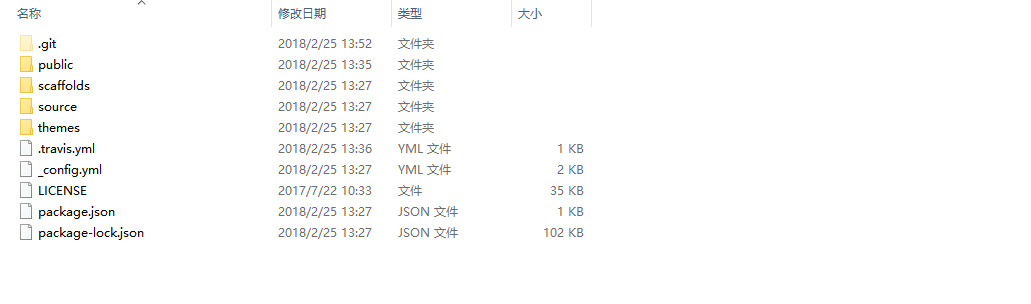 名称 修改日期 类型 大小
.git 2018/2/25 13:52 文件夹
public 2018/2/25 13:35 文件夹
scaffolds 2018/2/25 13:27 文件夹
source 2018/2/25 13:27 文件夹
themes 2018/2/25 13:27 文件夹
.travis.yml 2018/2/25 13:36 YML 文件 1 KB
_config.yml 2018/2/25 13:27 YML 文件 2 KB
LICENSE 2017/7/22 10:33 文件 35 KB
package.json 2018/2/25 13:27 JSON 文件 1 KB
package-lock.json 2018/2/25 13:27 JSON 文件 102 KB